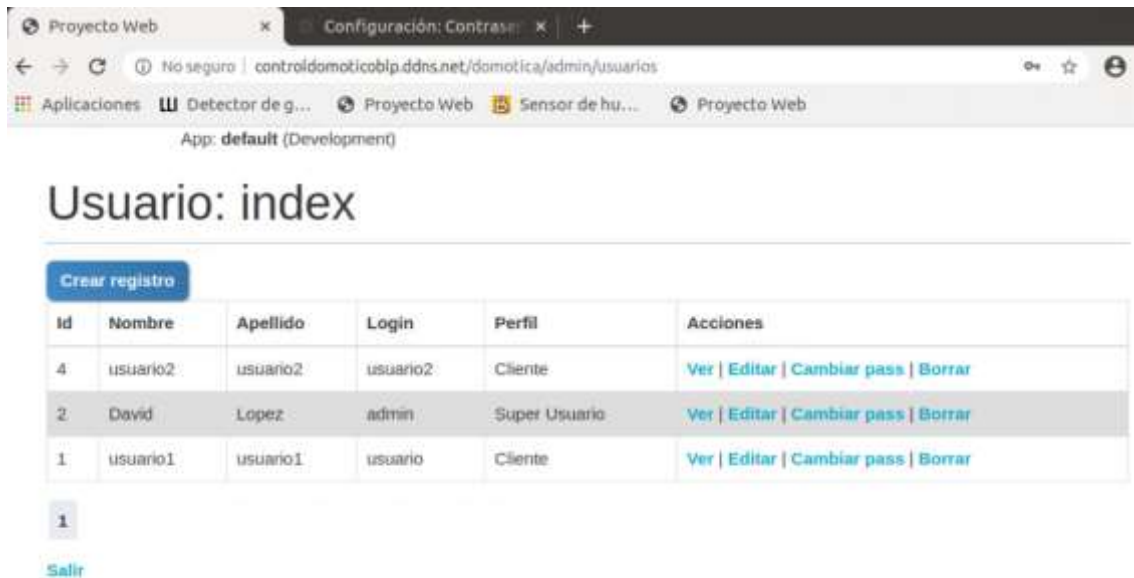 Proyecto Web × Configuración: Contraseñ × +
No seguro | controldomoticoblp.ddns.net/domotica/admin/usuarios
Aplicaciones Detector de g... Proyecto Web Sensor de hu... Proyecto Web
App: default (Development)
Usuario: index
Crear registro
Id Nombre Apellido Login Perfil Acciones
4 usuario2 usuario2 usuario2 Cliente Ver | Editar | Cambiar pass | Borrar
2 David Lopez admin Super Usuario Ver | Editar | Cambiar pass | Borrar
1 usuario1 usuario1 usuario Cliente Ver | Editar | Cambiar pass | Borrar
1
Salir